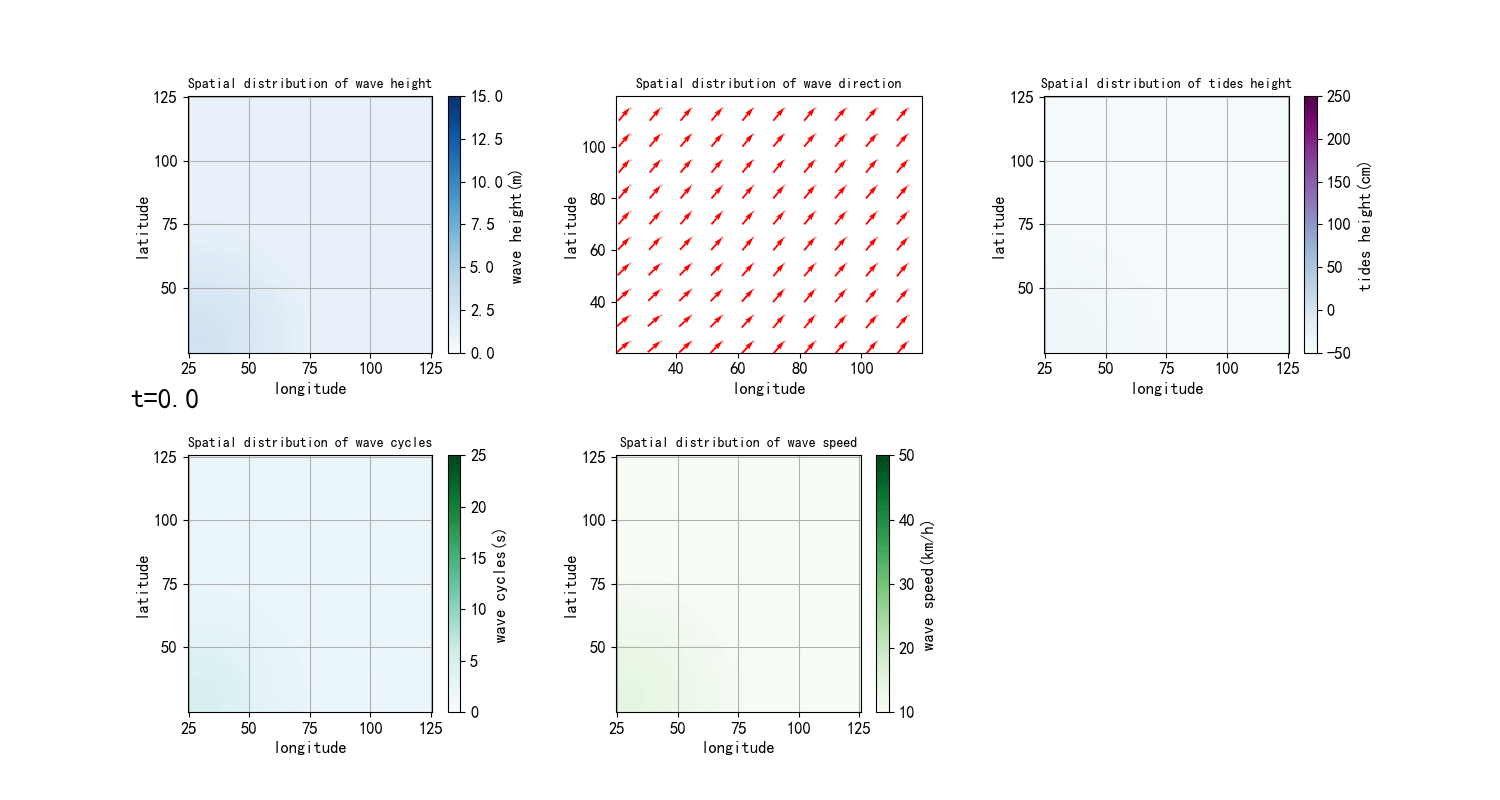 Spatial distribution of wave height
125
100
75
50
25 50 75 100 125
latitude
longitude
15.0
12.5
10.0
7.5
5.0
2.5
0.0
wave height(m)
Spatial distribution of wave direction
100
80
60
40
40 60 80 100
latitude
longitude
Spatial distribution of tides height
125
100
75
50
25 50 75 100 125
latitude
longitude
250
200
150
100
50
0
−50
tides height(cm)
t=0.0
Spatial distribution of wave cycles
125
100
75
50
25 50 75 100 125
latitude
longitude
25
20
15
10
5
0
wave cycles(s)
Spatial distribution of wave speed
125
100
75
50
25 50 75 100 125
latitude
longitude
50
40
30
20
10
wave speed(km/h)